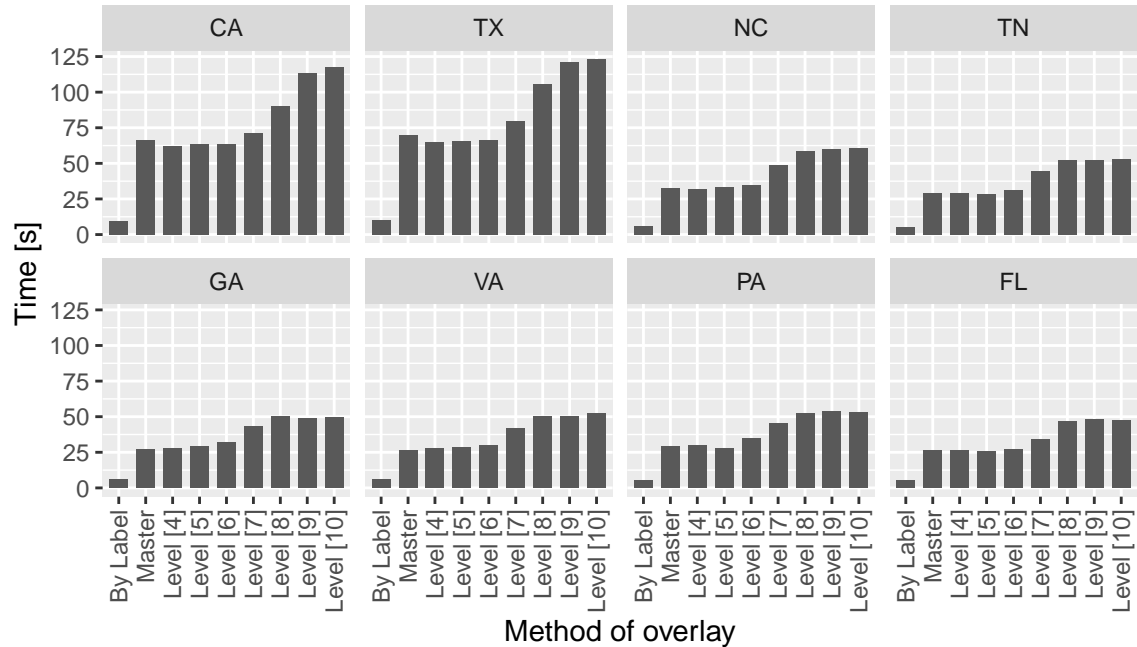 CA TX NC TN
125
100
75
50
25
0
GA VA PA FL
125
100
75
50
25
0
Time [s]
By Label Master Level [4] Level [5] Level [6] Level [7] Level [8] Level [9] Level [10]
By Label Master Level [4] Level [5] Level [6] Level [7] Level [8] Level [9] Level [10]
By Label Master Level [4] Level [5] Level [6] Level [7] Level [8] Level [9] Level [10]
By Label Master Level [4] Level [5] Level [6] Level [7] Level [8] Level [9] Level [10]
Method of overlay